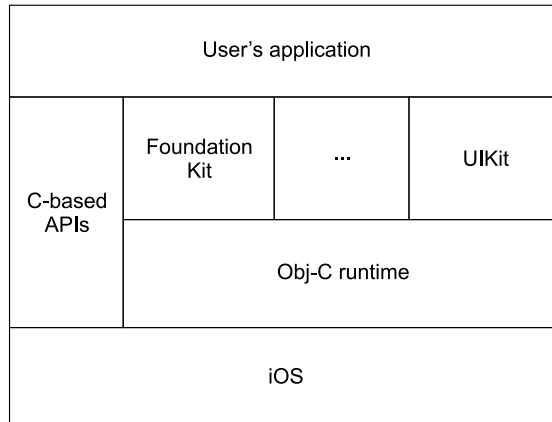 User’s application
Foundation
Kit
...
UIKit
C-based
APIs
Obj-C runtime
iOS